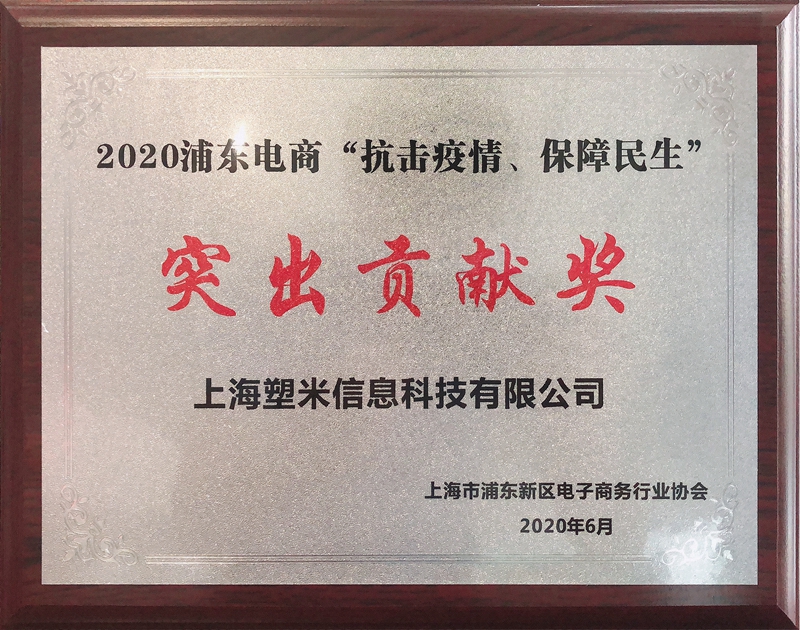 2020浦东电商“抗击疫情、保障民生”
突出贡献奖
上海塑米信息科技有限公司
上海市浦东新区电子商务行业协会
2020年6月